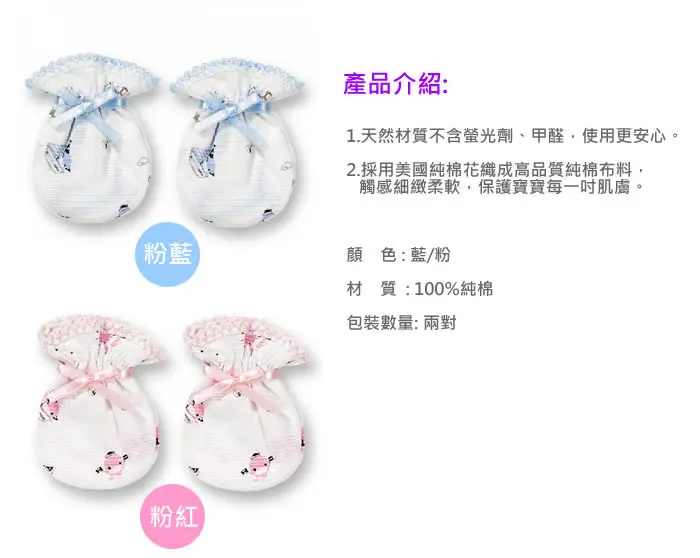 產品介紹:
1.天然材質不含螢光劑、甲醛，使用更安心。
2.採用美國純棉花織成高品質純棉布料，
觸感細緻柔軟，保護寶寶每一吋肌膚。
粉藍
顏　色 : 藍/粉
材　質 : 100%純棉
包裝數量: 兩對
粉紅